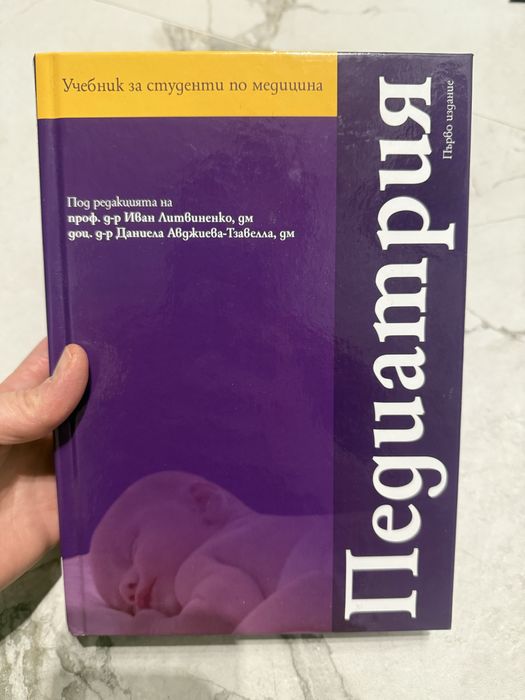 Учебник за студенти по медицина
Под редакцията на
проф. д-р Иван Литвиненко, дм
доц. д-р Даниела Авджиева-Тзавелла, дм
Педиатрия
Първо издание